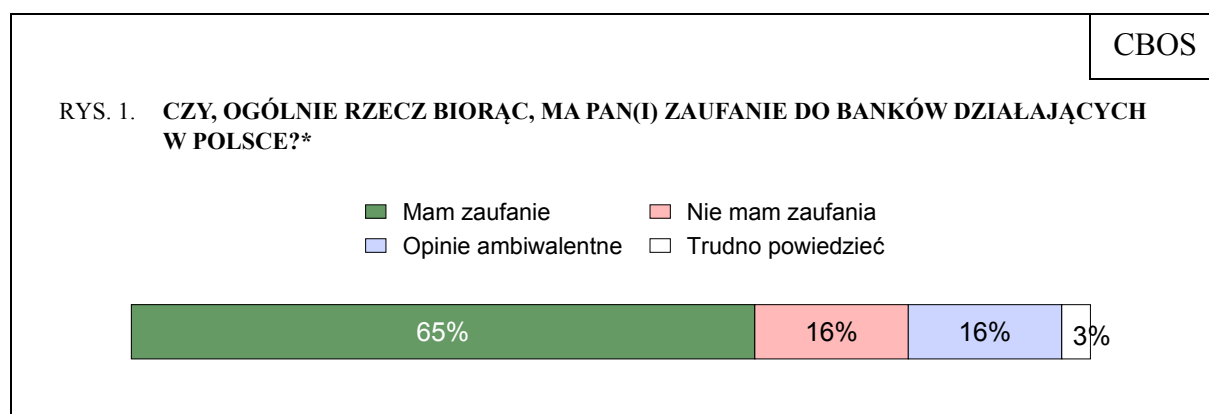 CBOS
RYS. 1. CZY, OGÓLNIE RZECZ BIORĄC, MA PAN(I) ZAUFANIE DO BANKÓW DZIAŁAJĄCYCH
W POLSCE?*
Mam zaufanie Nie mam zaufania
Opinie ambiwalentne Trudno powiedzieć
65% 16% 16% 3%